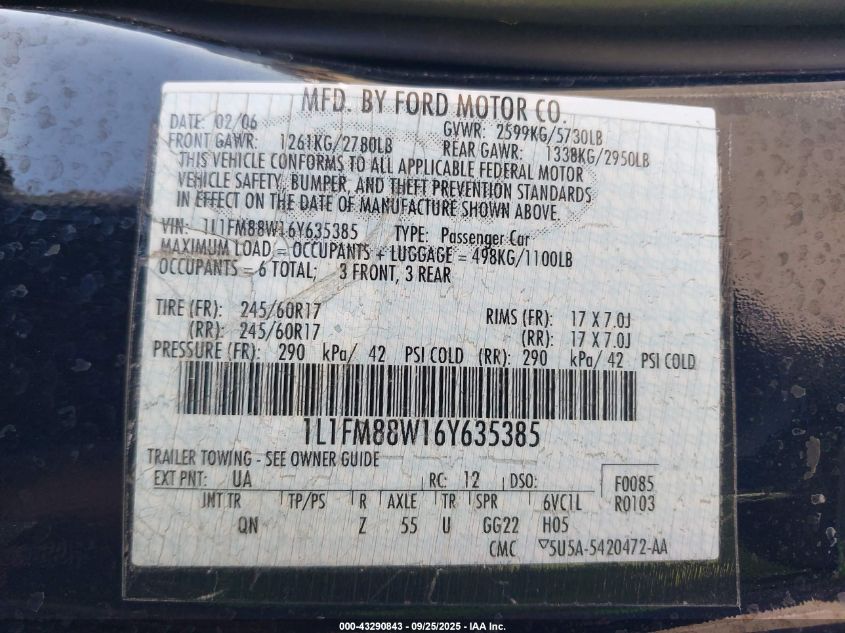 MFD. BY FORD MOTOR CO.
DATE: 02/06 GVWR: 2599KG/5730LB
FRONT GAWR: 1261KG/2780LB REAR GAWR: 1338KG/2950LB
THIS VEHICLE CONFORMS TO ALL APPLICABLE FEDERAL MOTOR
VEHICLE SAFETY, BUMPER, AND THEFT PREVENTION STANDARDS
IN EFFECT ON THE DATE OF MANUFACTURE SHOWN ABOVE.
VIN: 1L1FM88W16Y635385 TYPE: Passenger Car
MAXIMUM LOAD = OCCUPANTS + LUGGAGE = 498KG/1100LB
OCCUPANTS = 6 TOTAL; 3 FRONT, 3 REAR
TIRE (FR): 245/60R17 RIMS (FR): 17 X 7.0J
(RR): 245/60R17 (RR): 17 X 7.0J
PRESSURE (FR): 290 kPa/ 42 PSI COLD (RR): 290 kPa/ 42 PSI COLD
1L1FM88W16Y635385
TRAILER TOWING - SEE OWNER GUIDE
EXT PNT: UA RC: 12 DSO: F0085
INT TR TP/PS R AXLE TR SPR 6VC1L R0103
QN Z 55 U GG22 H05
CMC ▽5U5A-5420472-AA
000-43290843 - 09/25/2025 - IAA Inc.